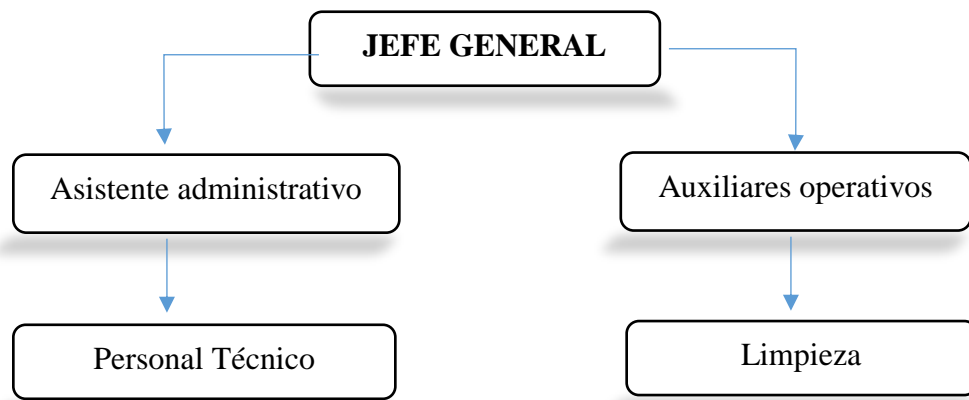 JEFE GENERAL
Asistente administrativo
Auxiliares operativos
Personal Técnico
Limpieza